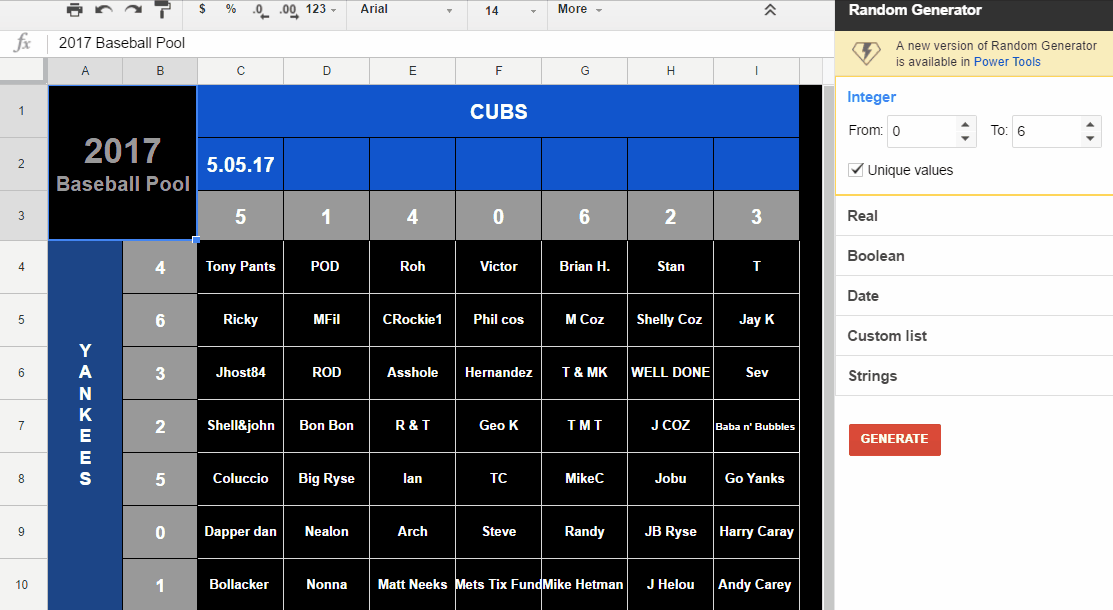 $ % .0 .00 123 Arial 14 More
Random Generator
fx 2017 Baseball Pool
A new version of Random Generator
is available in Power Tools
A B C D E F G H I
Integer
From: 0 To: 6
Unique values
Real
Boolean
Date
Custom list
Strings
GENERATE
1 CUBS
2017
Baseball Pool
2 5.05.17
3 5 1 4 0 6 2 3
YANKEES
4 4 Tony Pants POD Roh Victor Brian H. Stan T
5 6 Ricky MFil CRockie1 Phil cos M Coz Shelly Coz Jay K
6 3 Jhost84 ROD Asshole Hernandez T & MK WELL DONE Sev
7 2 Shell&john Bon Bon R & T Geo K T M T J COZ Baba n' Bubbles
8 5 Coluccio Big Ryse Ian TC MikeC Jobu Go Yanks
9 0 Dapper dan Nealon Arch Steve Randy JB Ryse Harry Caray
10 1 Bollacker Nonna Matt Neeks Mets Tix Fund Mike Hetman J Helou Andy Carey